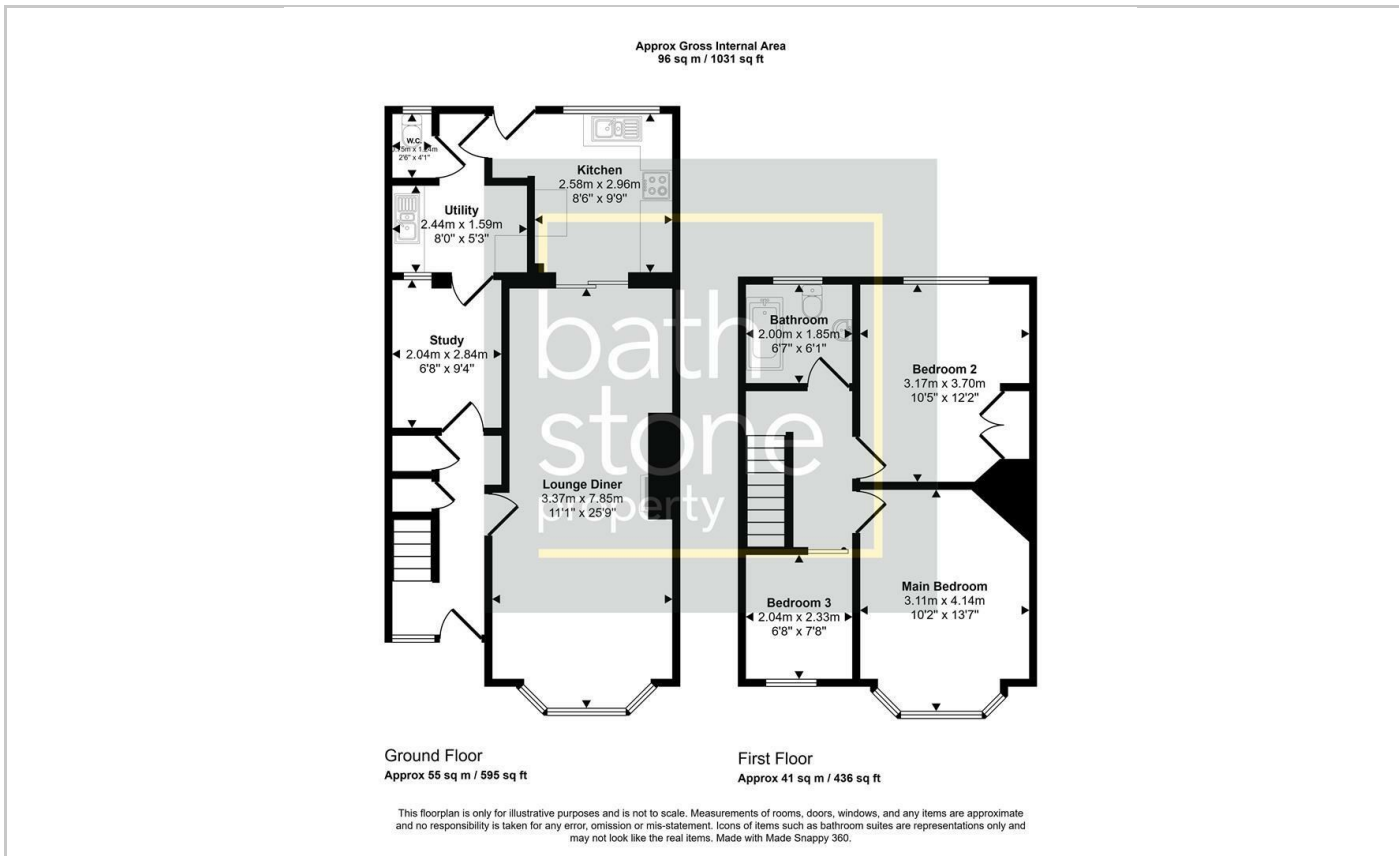 Approx Gross Internal Area
96 sq m / 1031 sq ft
W.C.
2'6" x 4'1"
Kitchen
2.58m x 2.96m
8'6" x 9'9"
Utility
2.44m x 1.59m
8'0" x 5'3"
Study
2.04m x 2.84m
6'8" x 9'4"
Lounge Diner
3.37m x 7.85m
11'1" x 25'9"
bath
stone
property
Bathroom
2.00m x 1.85m
6'7" x 6'1"
Bedroom 2
3.17m x 3.70m
10'5" x 12'2"
Main Bedroom
3.11m x 4.14m
10'2" x 13'7"
Bedroom 3
2.04m x 2.33m
6'8" x 7'8"
Ground Floor
Approx 55 sq m / 595 sq ft
First Floor
Approx 41 sq m / 436 sq ft
This floorplan is only for illustrative purposes and is not to scale. Measurements of rooms, doors, windows, and any items are approximate
and no responsibility is taken for any error, omission or mis-statement. Icons of items such as bathroom suites are representations only and
may not look like the real items. Made with Made Snappy 360.